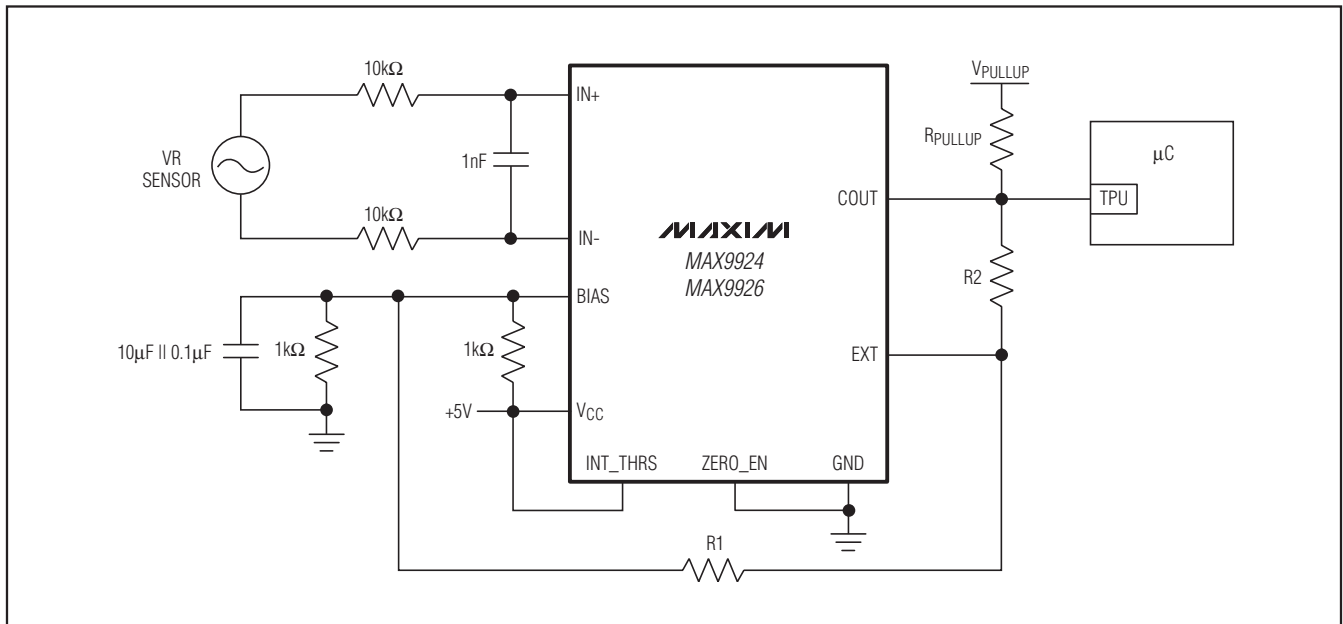 10kΩ
VPULLUP
IN+
RPULLUP
µC
VR
SENSOR
1nF
COUT
TPU
10kΩ
MAXIM
IN-
MAX9924
R2
MAX9926
BIAS
10µF || 0.1µF
1kΩ
1kΩ
EXT
+5V
VCC
INT_THRS
ZERO_EN
GND
R1